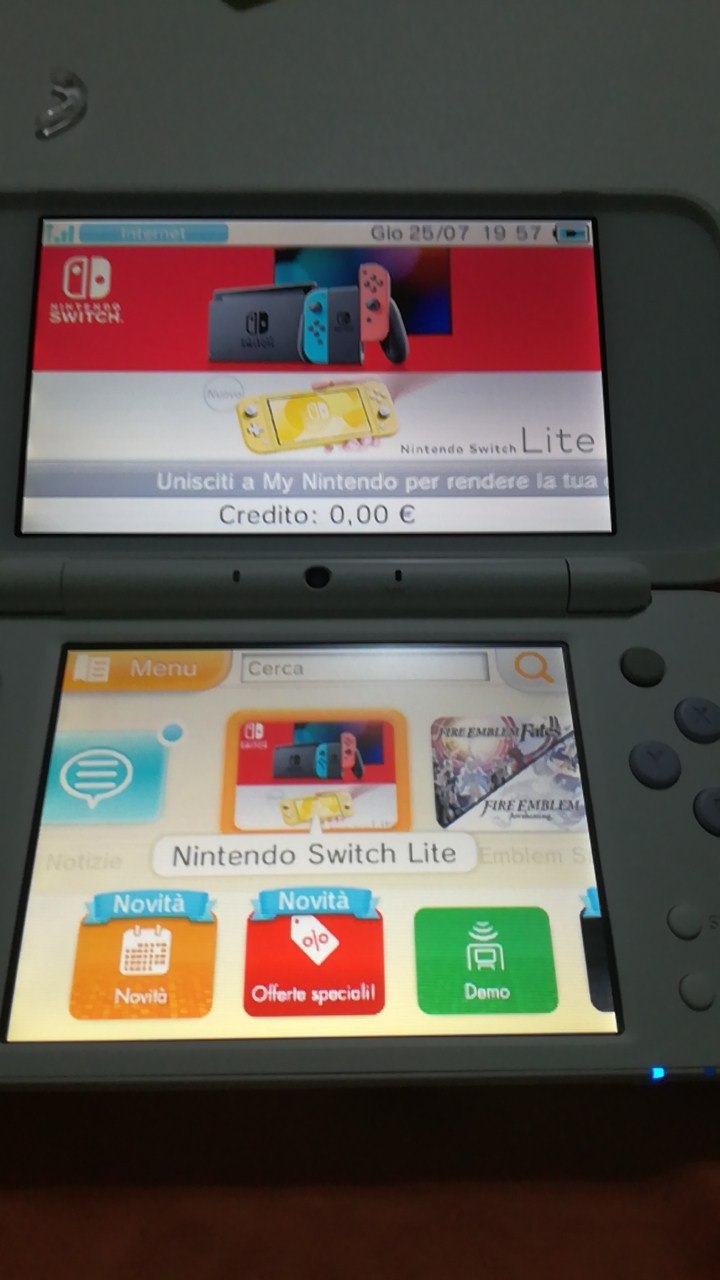 Internet
Gio 25/07 19 57
NINTENDO
SWITCH.
Nuovo
Nintendo Switch Lite
Unisciti a My Nintendo per rendere la tua
Credito: 0,00 €
Menu
Cerca
FIRE EMBLEM Fates
FIRE EMBLEM
Awakening
Notizie
Nintendo Switch Lite
Emblem S
Novità
Novità
Novità
Offerte speciali!
Demo
X
Y